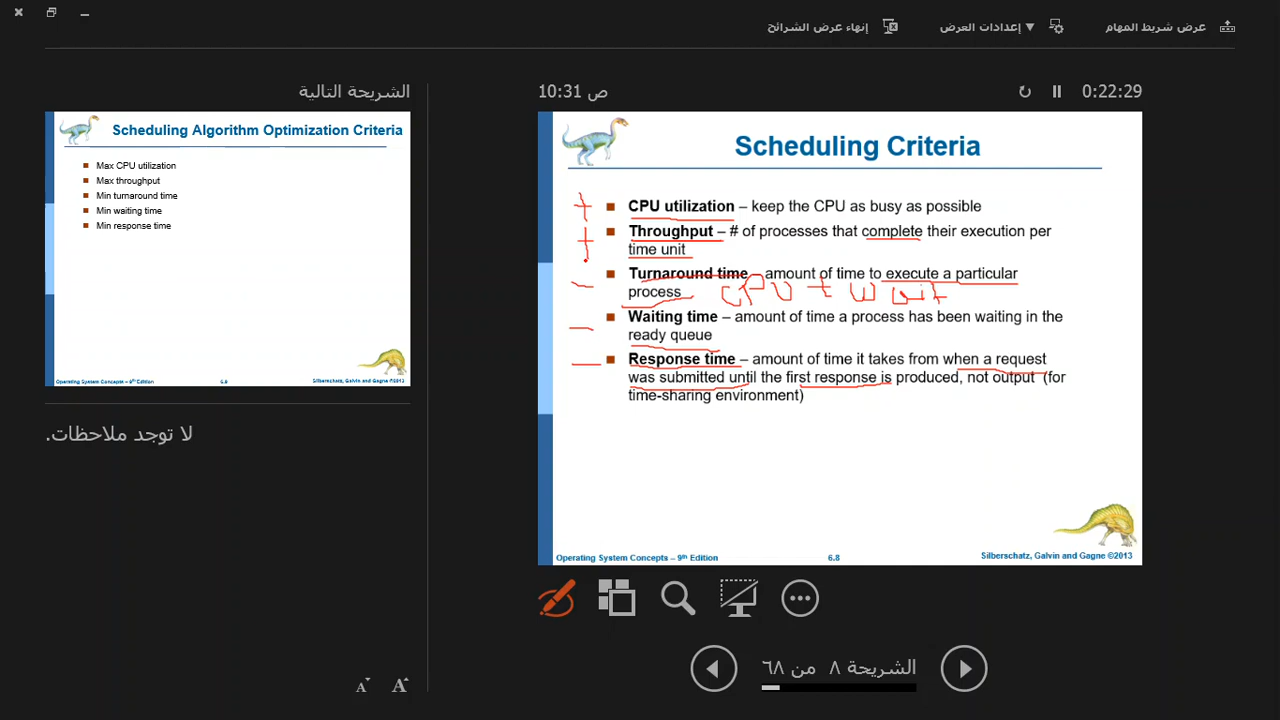 عرض شريط المهام
إعدادات العرض ▼
إنهاء عرض الشرائح
0:22:29
10:31 ص
Scheduling Criteria
+ ■ CPU utilization – keep the CPU as busy as possible
+ ■ Throughput – # of processes that complete their execution per
time unit
– ■ Turnaround time – amount of time to execute a particular
process CPU + wait
– ■ Waiting time – amount of time a process has been waiting in the
ready queue
– ■ Response time – amount of time it takes from when a request
was submitted until the first response is produced, not output (for
time-sharing environment)
Operating System Concepts – 9th Edition
6.8
Silberschatz, Galvin and Gagne ©2013
الشريحة ٨ من ٦٨
الشريحة التالية
Scheduling Algorithm Optimization Criteria
■ Max CPU utilization
■ Max throughput
■ Min turnaround time
■ Min waiting time
■ Min response time
Operating System Concepts – 9th Edition
6.9
Silberschatz, Galvin and Gagne ©2013
لا توجد ملاحظات.
A A